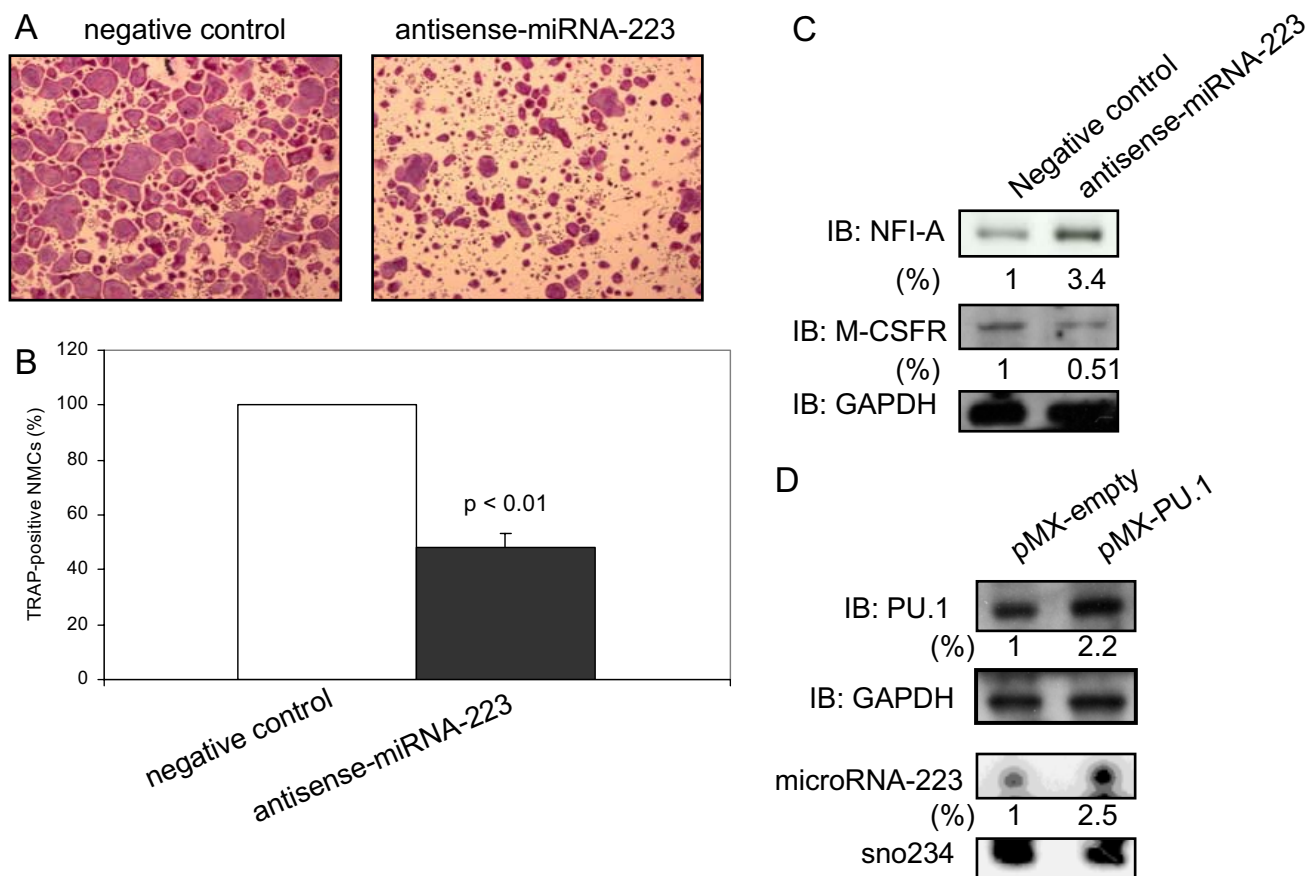 A
negative control
antisense-miRNA-223
B
TRAP-positive NMCs (%)
120
100
80
60
40
20
0
p < 0.01
negative control
antisense-miRNA-223
C
Negative control
antisense-miRNA-223
IB: NFI-A
(%) 1 3.4
IB: M-CSFR
(%) 1 0.51
IB: GAPDH
D
pMX-empty
pMX-PU.1
IB: PU.1
(%) 1 2.2
IB: GAPDH
microRNA-223
(%) 1 2.5
sno234